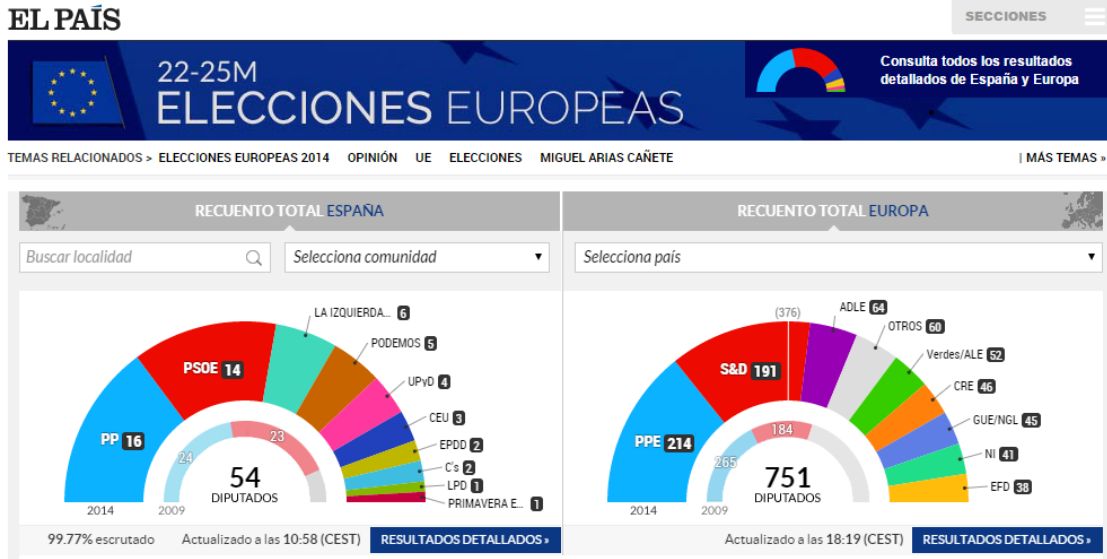 EL PAÍS
SECCIONES
22-25M
ELECCIONES EUROPEAS
Consulta todos los resultados
detallados de España y Europa
TEMAS RELACIONADOS > ELECCIONES EUROPEAS 2014 OPINIÓN UE ELECCIONES MIGUEL ARIAS CAÑETE | MÁS TEMAS »
RECUENTO TOTAL ESPAÑA
Buscar localidad
Selecciona comunidad
LA IZQUIERDA... 6
PODEMOS 5
PSOE 14
UPyD 4
CEU 3
PP 16
23
EPDD 2
24
C's 2
54
LPD 1
DIPUTADOS
PRIMAVERA E... 1
2014
2009
99.77% escrutado
Actualizado a las 10:58 (CEST)
RESULTADOS DETALLADOS »
RECUENTO TOTAL EUROPA
Selecciona país
(376)
ADLE 64
OTROS 60
Verdes/ALE 52
S&D 191
CRE 46
GUE/NGL 45
PPE 214
184
NI 41
265
751
EFD 38
DIPUTADOS
2014
2009
Actualizado a las 18:19 (CEST)
RESULTADOS DETALLADOS »